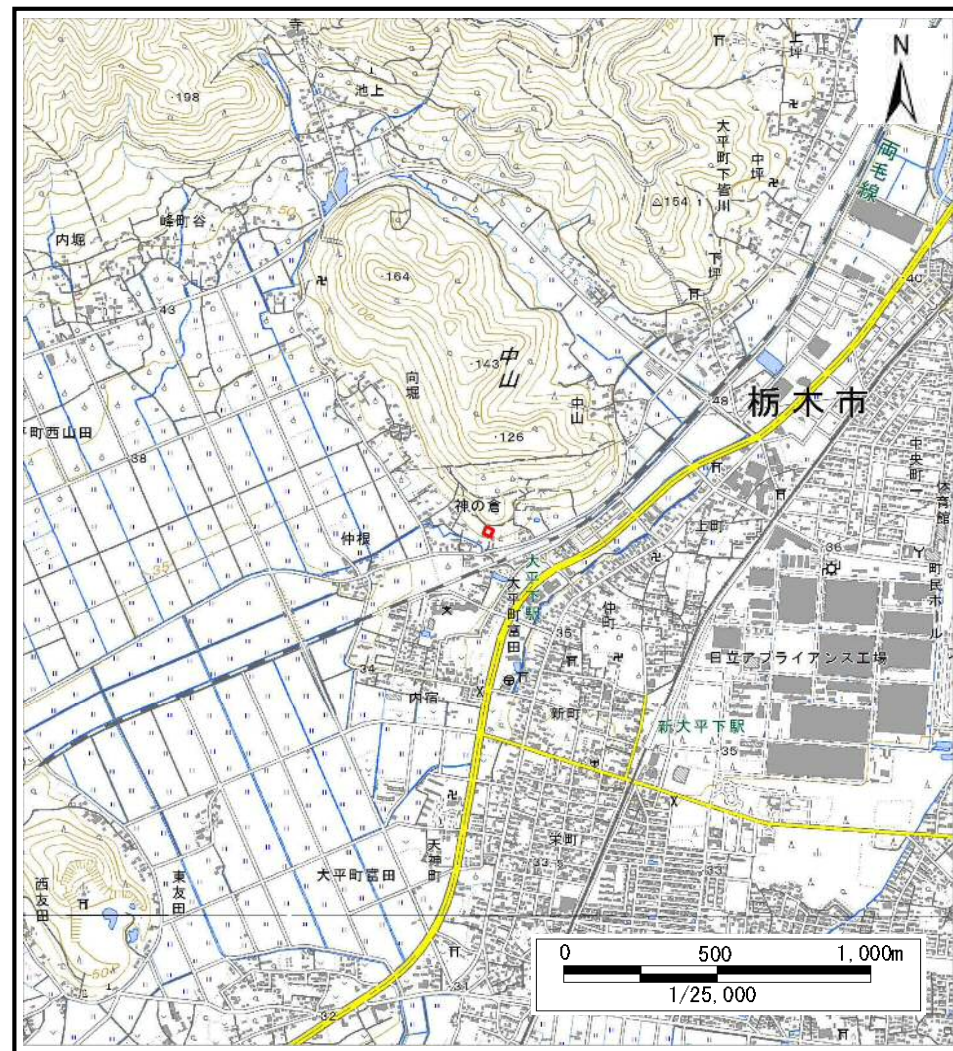 寺
上坪
池上
N
・198
両毛線
大平町下皆川
中坪
154
峰町谷
内堀
50
下坪
・164
40
43
100
中山
・143
向堀
中山
48
栃木市
・126
平町西山田
38
中央町一
体育館
神の倉
上町
仲根
大平下駅
36
35
大平町富田
仲町
町民ホール
35
日立アプライアンス工場
34
内宿
新町
新大平下駅
35
栄町
天神町
33
33
大平町富田
東友田
西友田
50
31
32
0 500 1,000m
1/25,000